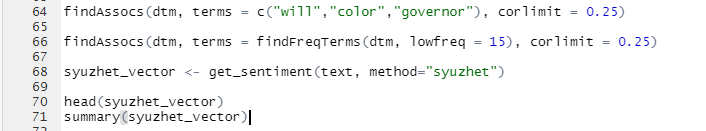 64 findAssocs(dtm, terms = c("will","color","governor"), corlimit = 0.25)
65
66 findAssocs(dtm, terms = findFreqTerms(dtm, lowfreq = 15), corlimit = 0.25)
67
68 syuzhet_vector <- get_sentiment(text, method="syuzhet")
69
70 head(syuzhet_vector)
71 summary(syuzhet_vector)